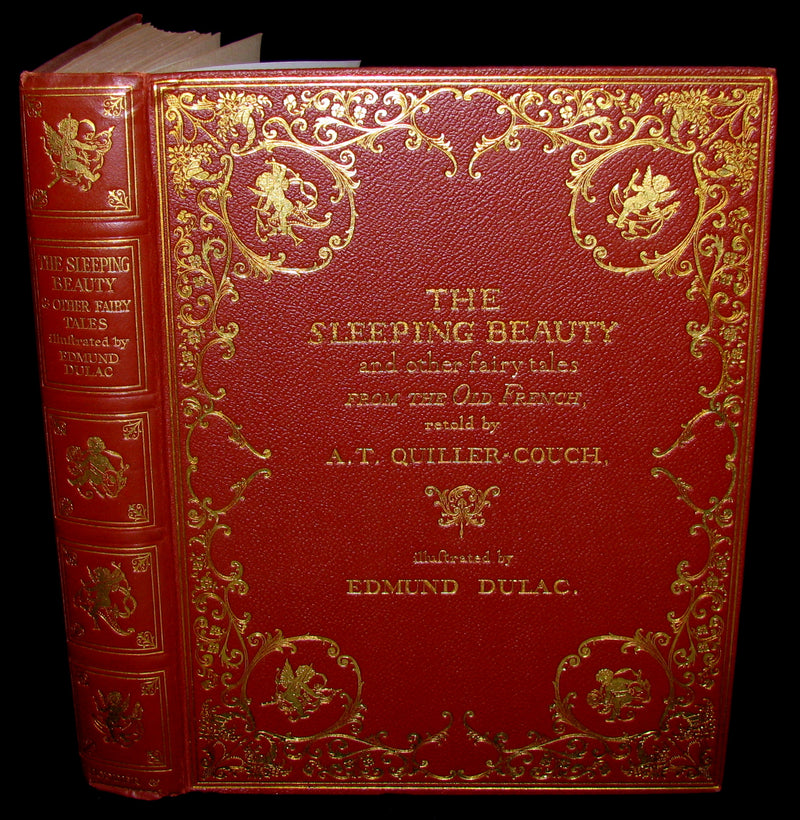 THE SLEEPING
BEAUTY
& OTHER FAIRY
TALES
illustrated by
EDMUND
DULAC
THE
SLEEPING BEAUTY
and other fairy tales
FROM THE OLD FRENCH,
retold by
A. T. QUILLER-COUCH,
illustrated by
EDMUND DULAC.